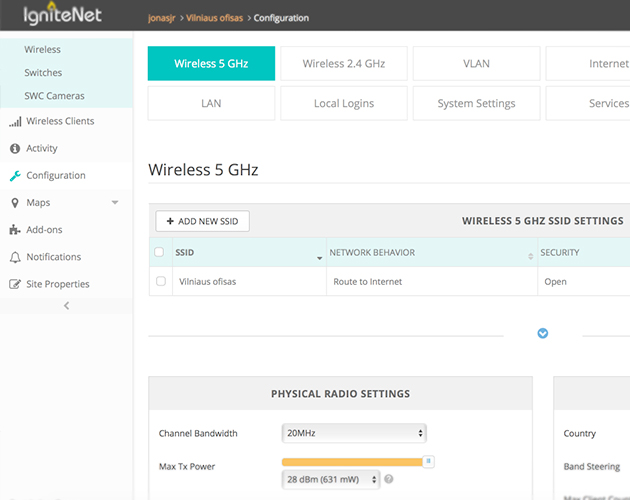 IgniteNet
jonasjr > Vilniaus ofisas > Configuration
Wireless
Switches
SWC Cameras
Wireless Clients
Activity
Configuration
Maps
Add-ons
Notifications
Site Properties
Wireless 5 GHz
Wireless 2.4 GHz
VLAN
Internet
LAN
Local Logins
System Settings
Services
Wireless 5 GHz
+ ADD NEW SSID
WIRELESS 5 GHZ SSID SETTINGS
SSID
NETWORK BEHAVIOR
SECURITY
Vilniaus ofisas
Route to Internet
Open
PHYSICAL RADIO SETTINGS
Channel Bandwidth
20MHz
Max Tx Power
28 dBm (631 mW)
Country
Band Steering
Max Client Count